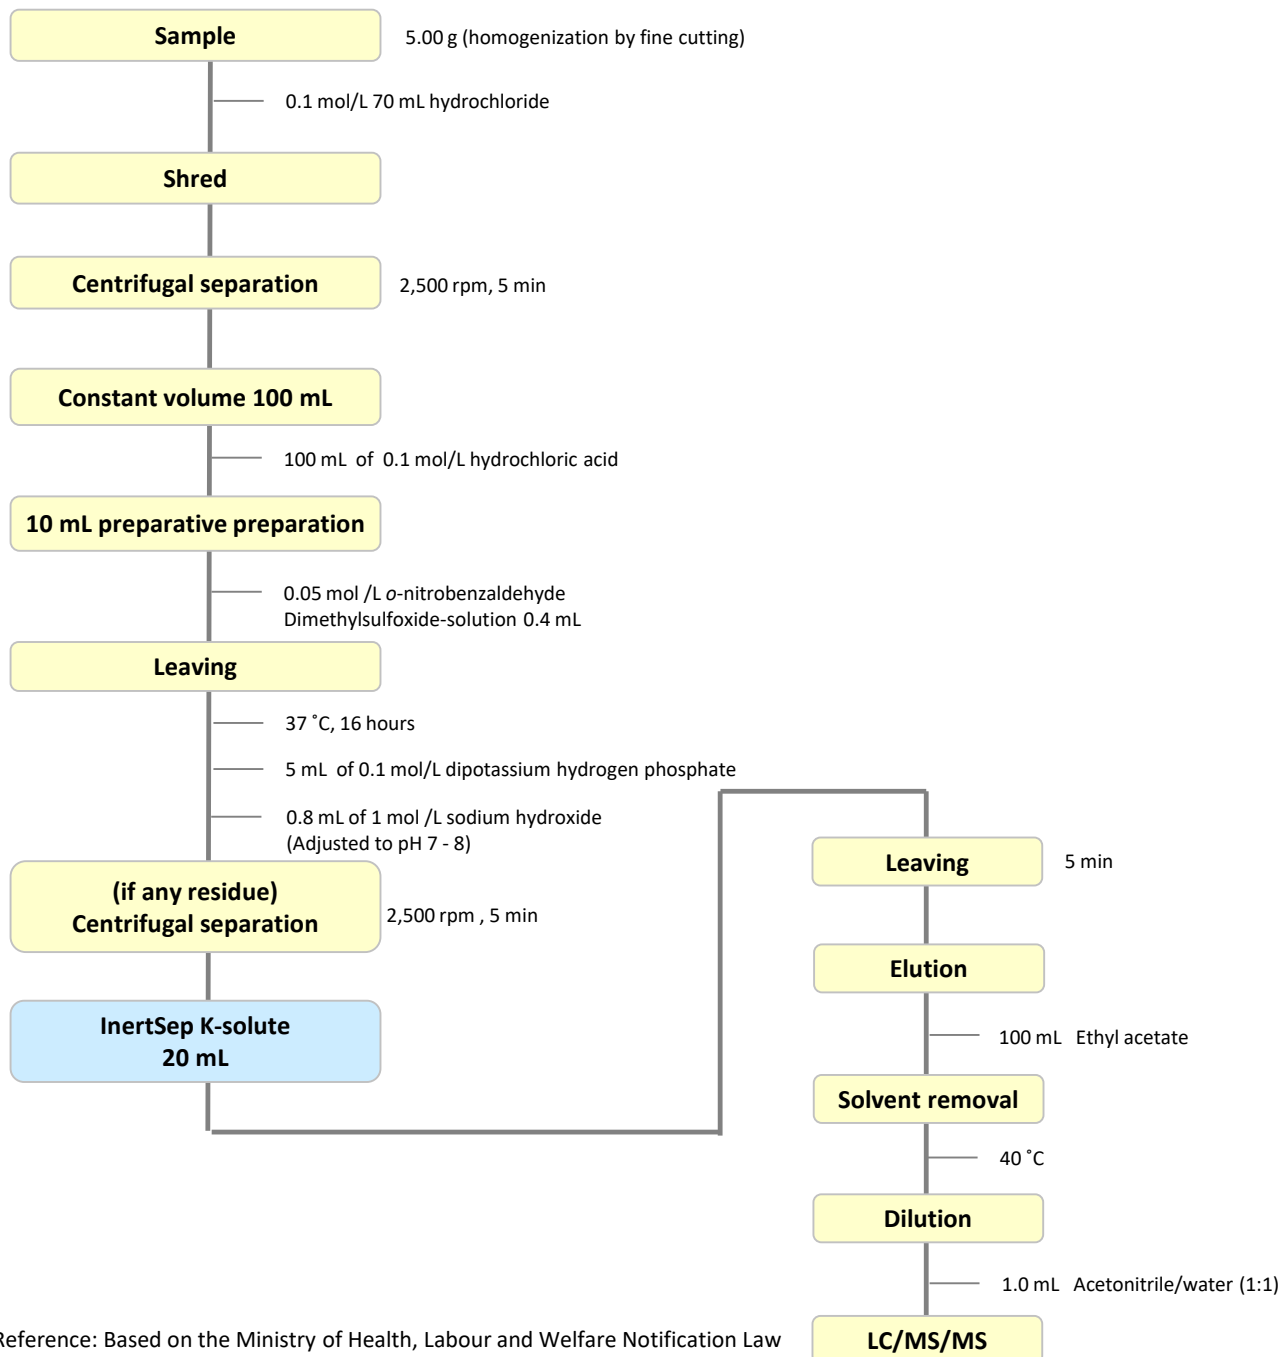 Sample
5.00 g (homogenization by fine cutting)
0.1 mol/L 70 mL hydrochloride
Shred
Centrifugal separation
2,500 rpm, 5 min
Constant volume 100 mL
100 mL of 0.1 mol/L hydrochloric acid
10 mL preparative preparation
0.05 mol /L o-nitrobenzaldehyde
Dimethylsulfoxide-solution 0.4 mL
Leaving
37 ˚C, 16 hours
5 mL of 0.1 mol/L dipotassium hydrogen phosphate
0.8 mL of 1 mol /L sodium hydroxide
(Adjusted to pH 7 - 8)
(if any residue)
Centrifugal separation
2,500 rpm , 5 min
InertSep K-solute
20 mL
Leaving
5 min
Elution
100 mL Ethyl acetate
Solvent removal
40 ˚C
Dilution
1.0 mL Acetonitrile/water (1:1)
LC/MS/MS
Reference: Based on the Ministry of Health, Labour and Welfare Notification Law